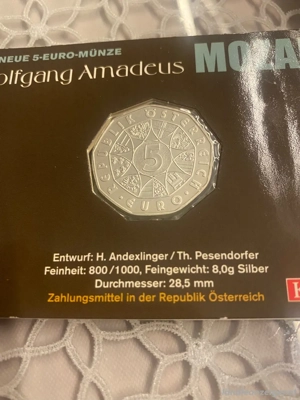 NEUE 5-EURO-MÜNZE
olfgang Amadeus MOZA
REPUBLIK ÖSTERREICH
5
EURO
Entwurf: H. Andexlinger / Th. Pesendorfer
Feinheit: 800 / 1000, Feingewicht: 8,0g Silber
Durchmesser: 28,5 mm
Zahlungsmittel in der Republik Österreich